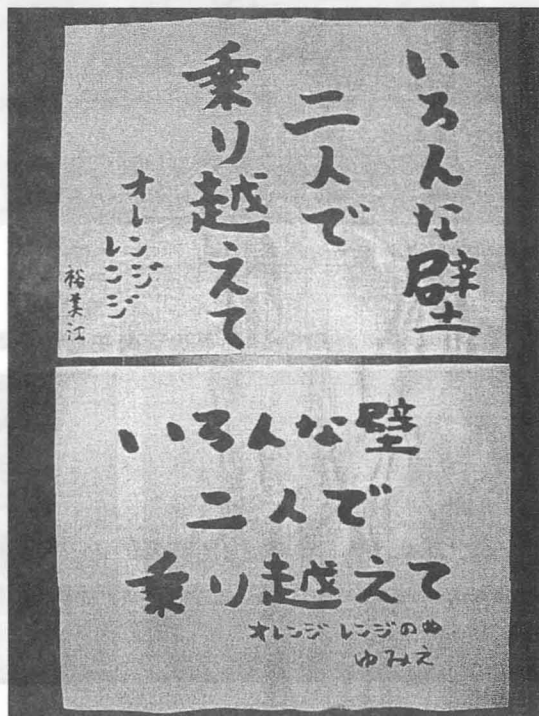 いろんな壁
二人で
乗り越えて
オレンジ
レンジ
裕美江
いろんな壁
二人で
乗り越えて
オレンジ レンジのめ
ゆみえ